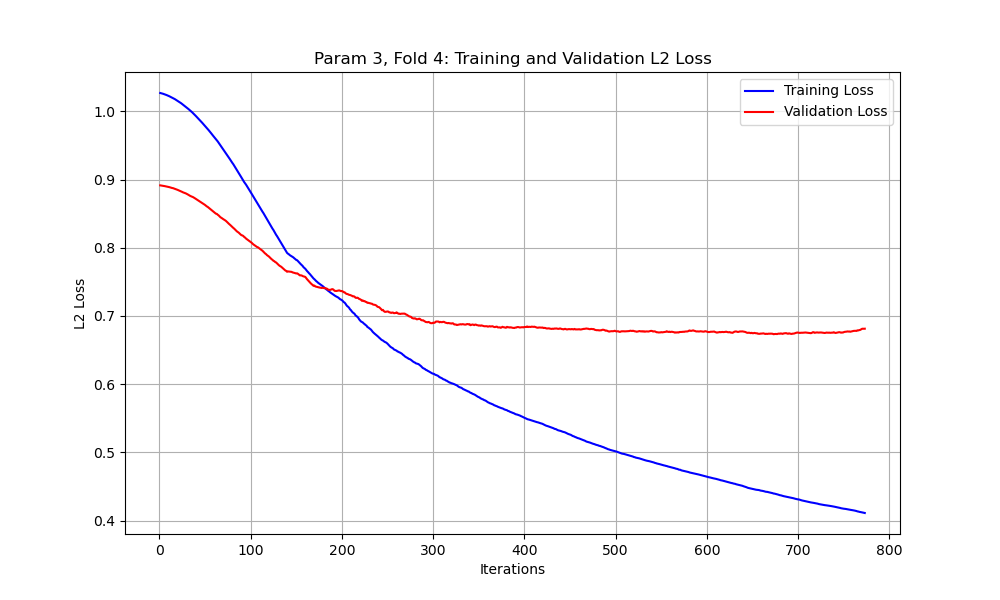 Param 3, Fold 4: Training and Validation L2 Loss
Training Loss
Validation Loss
L2 Loss
1.0
0.9
0.8
0.7
0.6
0.5
0.4
0 100 200 300 400 500 600 700 800
Iterations